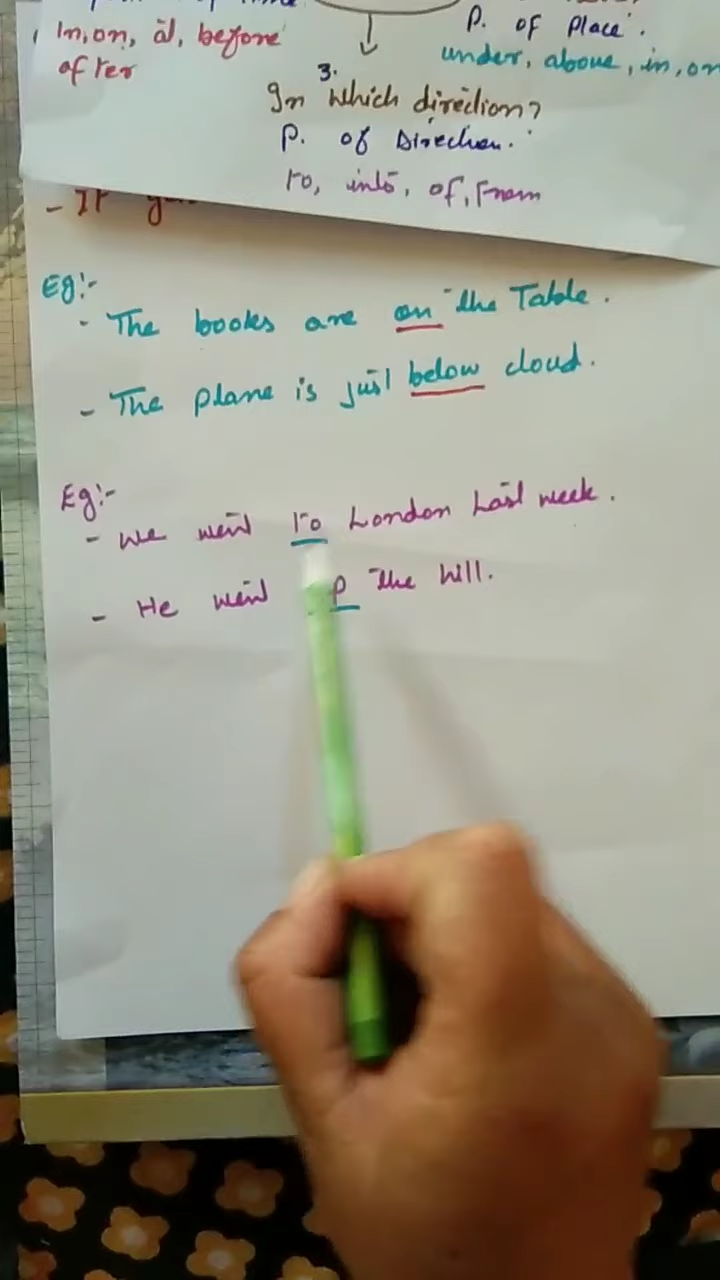 In, on, at, before
after
P. of Place.
under, above, in, on
3.
In which direction?
P. of Direction.
to, into, of, From
- It
Eg:-
- The books are on the Table.
- The plane is just below cloud.
Eg:-
- We went to London Last week.
- He went p the hill.